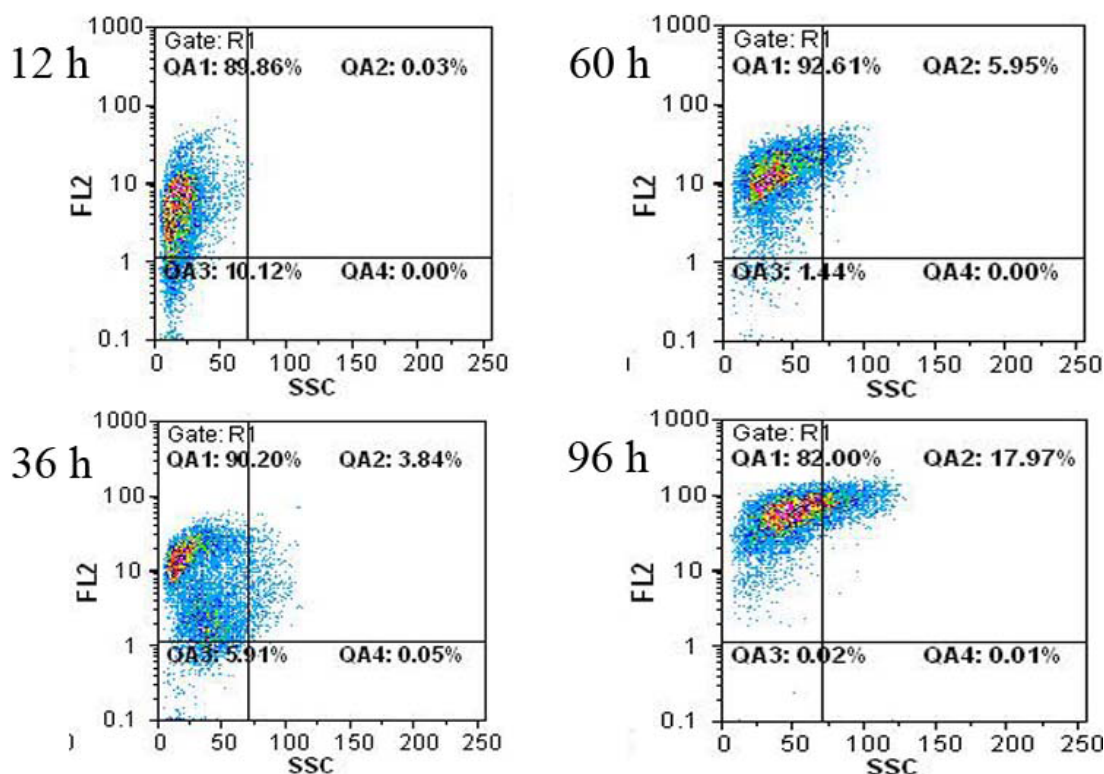 12 h
1000
100
10
1
0.1
FL2
Gate: R1
QA1: 89.86% QA2: 0.03%
QA3: 10.12% QA4: 0.00%
0 50 100 150 200 250
SSC
60 h
1000
100
10
1
0.1
FL2
Gate: R1
QA1: 92.61% QA2: 5.95%
QA3: 1.44% QA4: 0.00%
0 50 100 150 200 250
SSC
36 h
1000
100
10
1
0.1
FL2
Gate: R1
QA1: 90.20% QA2: 3.84%
QA3: 5.91% QA4: 0.05%
0 50 100 150 200 250
SSC
96 h
1000
100
10
1
0.1
FL2
Gate: R1
QA1: 82.00% QA2: 17.97%
QA3: 0.02% QA4: 0.01%
0 50 100 150 200 250
SSC